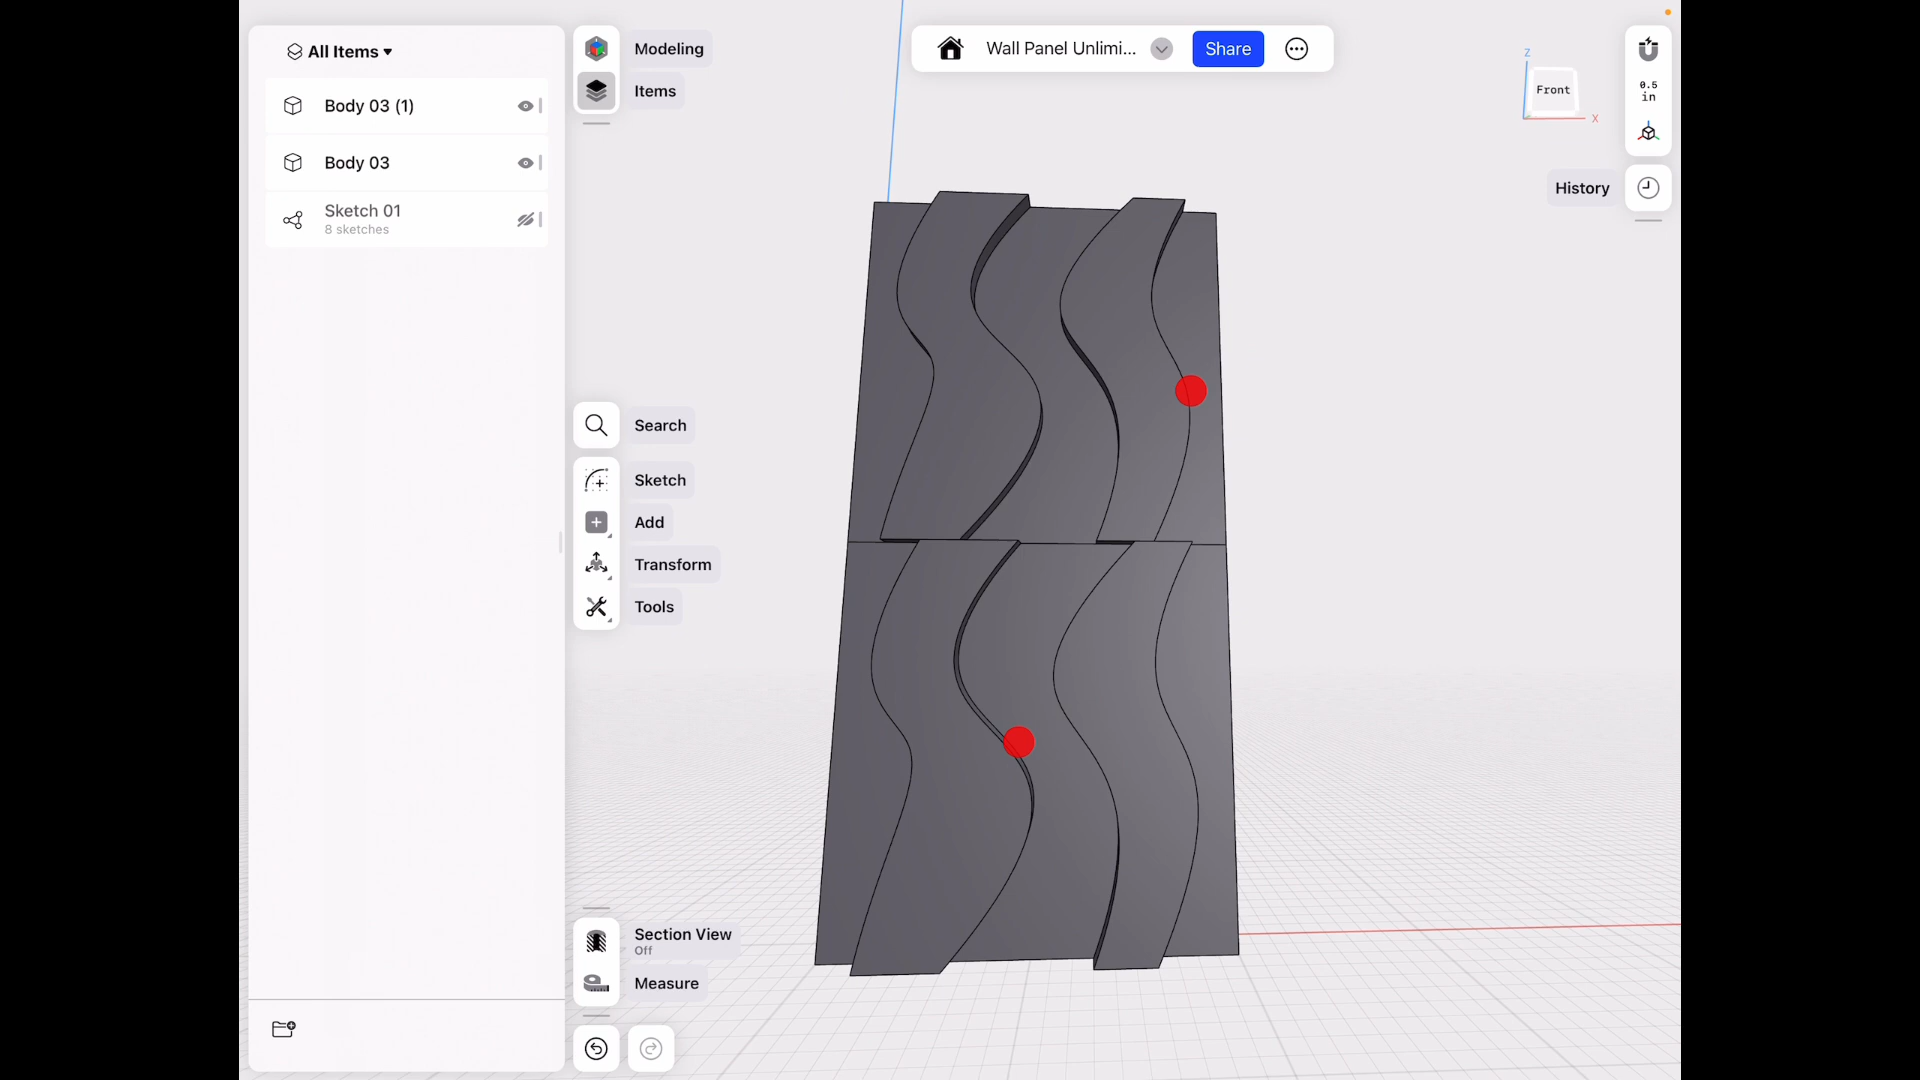 All Items
Body 03 (1)
Body 03
Sketch 01
8 sketches
Modeling
Items
Search
Sketch
Add
Transform
Tools
Section View
Off
Measure
Wall Panel Unlimi...
Share
Z
Front
X
0.5
in
History